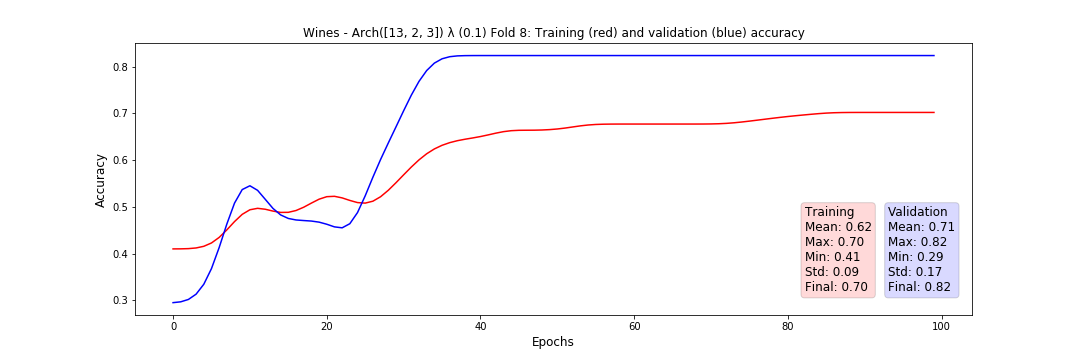 Wines - Arch([13, 2, 3]) λ (0.1) Fold 8: Training (red) and validation (blue) accuracy
Accuracy
0.8
0.7
0.6
0.5
0.4
0.3
Training
Mean: 0.62
Max: 0.70
Min: 0.41
Std: 0.09
Final: 0.70
Validation
Mean: 0.71
Max: 0.82
Min: 0.29
Std: 0.17
Final: 0.82
0 20 40 60 80 100
Epochs